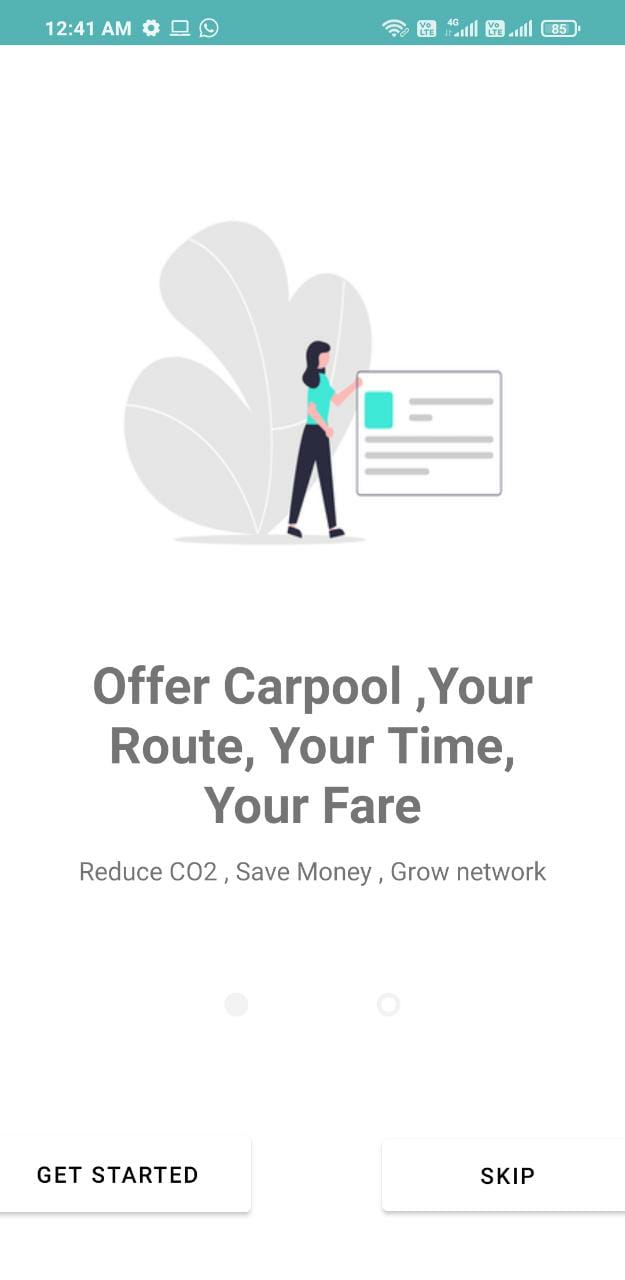 12:41 AM 4G Vo LTE Vo LTE 85
Offer Carpool ,Your
Route, Your Time,
Your Fare
Reduce CO2 , Save Money , Grow network
GET STARTED SKIP